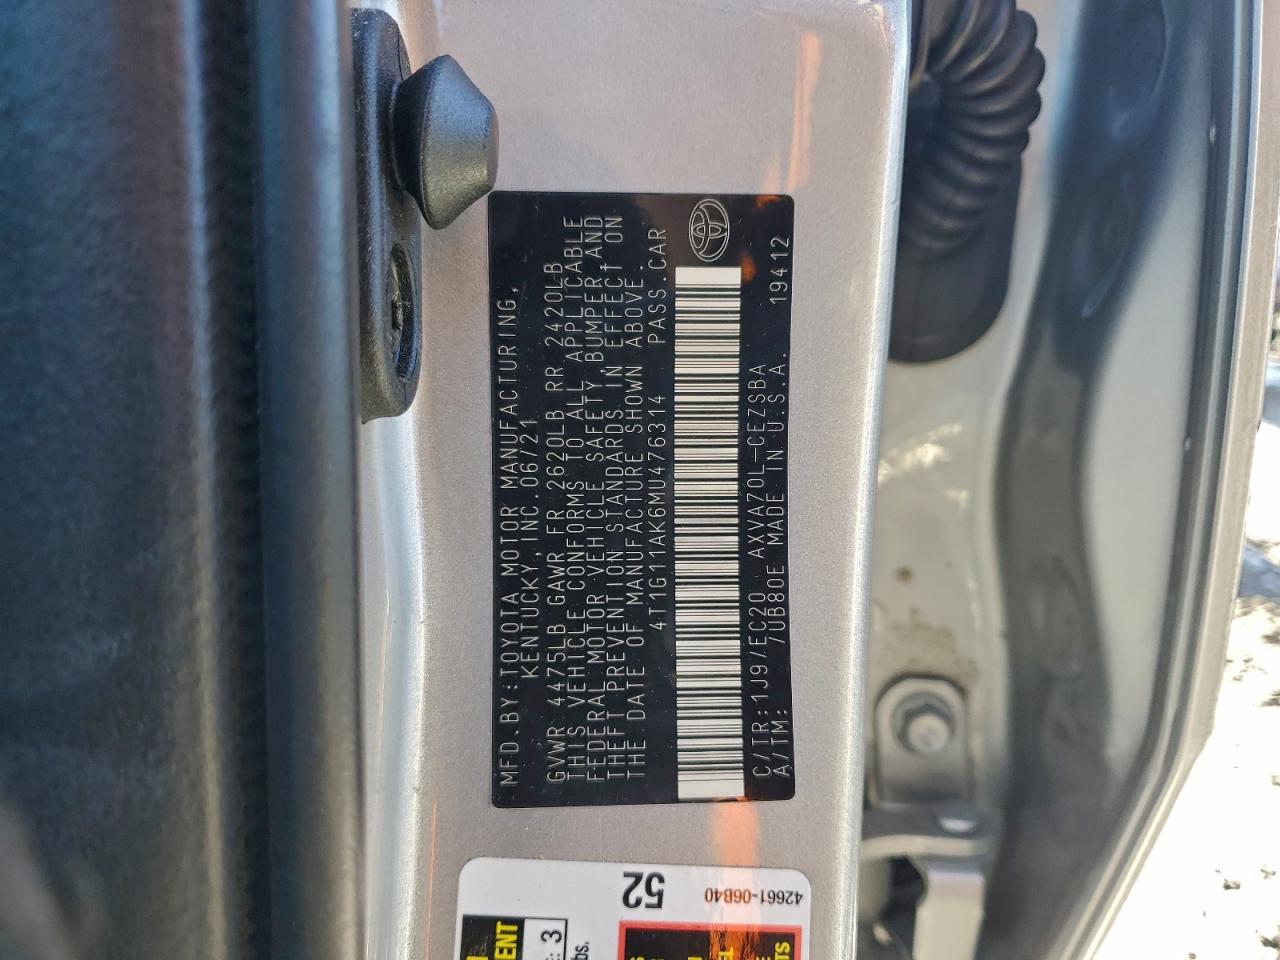 MFD.BY:TOYOTA MOTOR MANUFACTURING,
KENTUCKY,INC.06/21
GVWR 4475LB GAWR FR 2620LB RR 2420LB
THIS VEHICLE CONFORMS TO ALL APPLICABLE
FEDERAL MOTOR VEHICLE SAFETY,BUMPER,AND
THEFT PREVENTION STANDARDS IN EFFECT ON
THE DATE OF MANUFACTURE SHOWN ABOVE.
4T1G11AK6MU476314 PASS.CAR
C/TR:1J9/EC20 AXVA70L-CEZSBA
A/TM: 7UB80E MADE IN U.S.A. 19412
52
42661-06B40
3